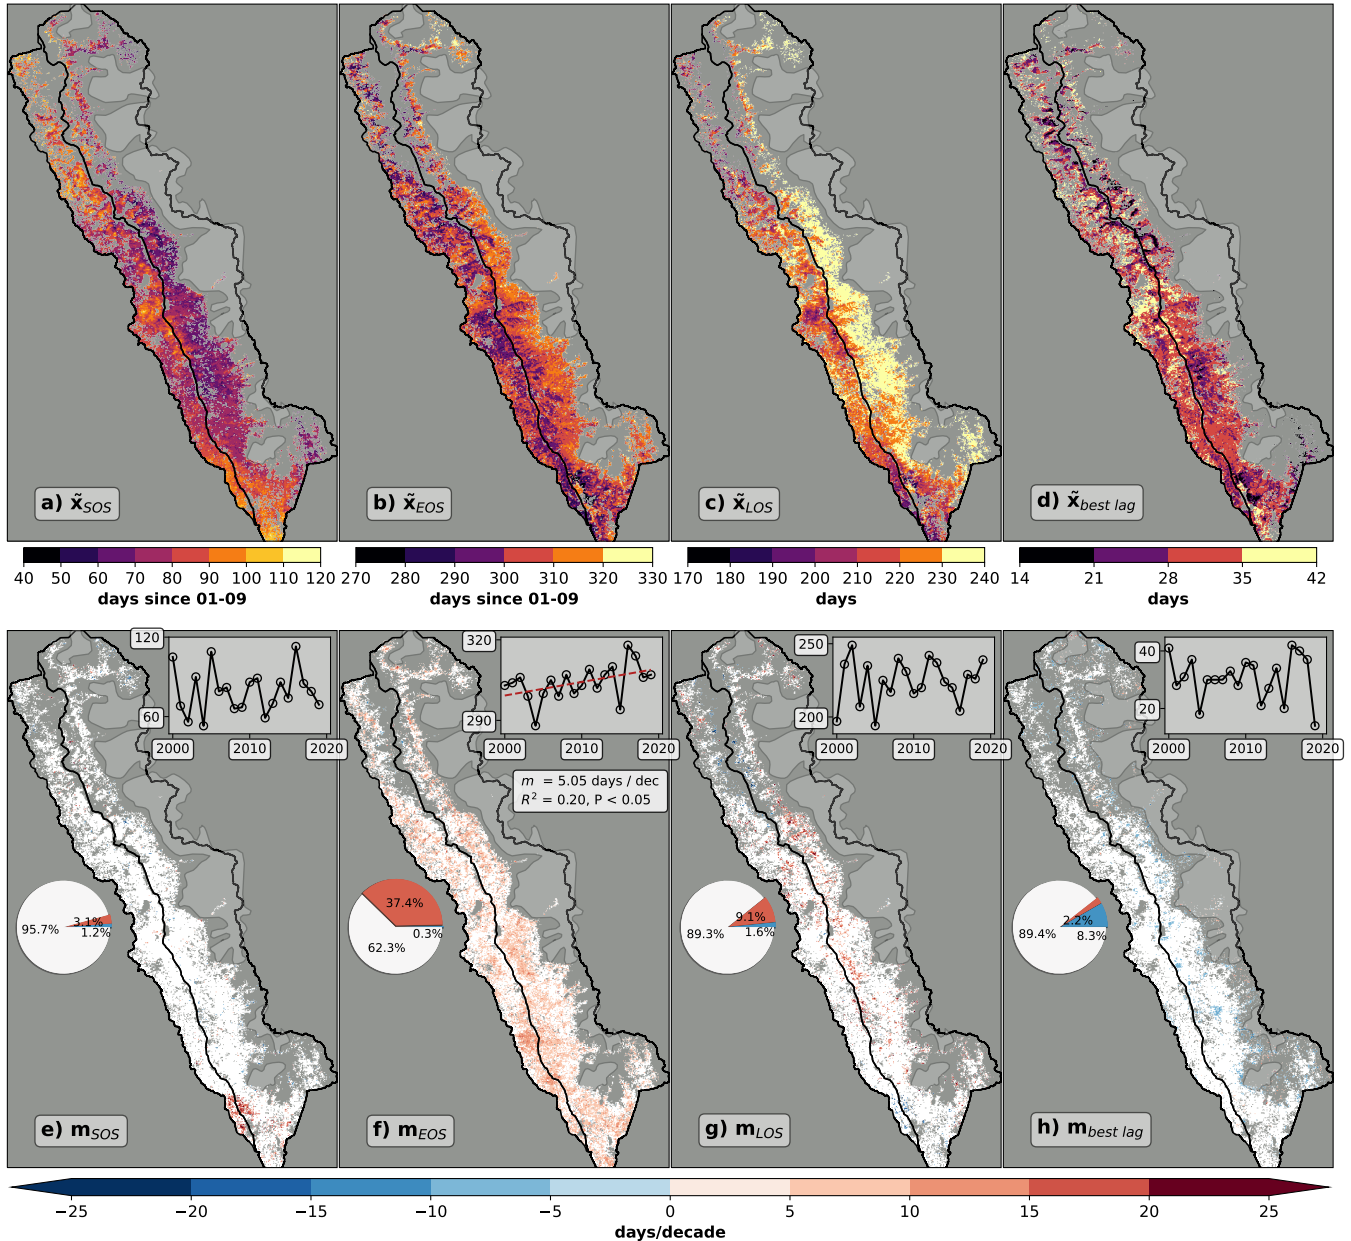 a) x̃SOS
b) x̃EOS
c) x̃LOS
d) x̃best lag
40 50 60 70 80 90 100 110 120
days since 01-09
270 280 290 300 310 320 330
days since 01-09
170 180 190 200 210 220 230 240
days
14 21 28 35 42
days
120
60
2000 2010 2020
95.7%
3.1%
1.2%
e) mSOS
320
290
2000 2010 2020
m = 5.05 days / dec
R² = 0.20, P < 0.05
37.4%
0.3%
62.3%
f) mEOS
250
200
2000 2010 2020
9.1%
1.6%
89.3%
g) mLOS
40
20
2000 2010 2020
2.2%
8.3%
89.4%
h) mbest lag
−25 −20 −15 −10 −5 0 5 10 15 20 25
days/decade